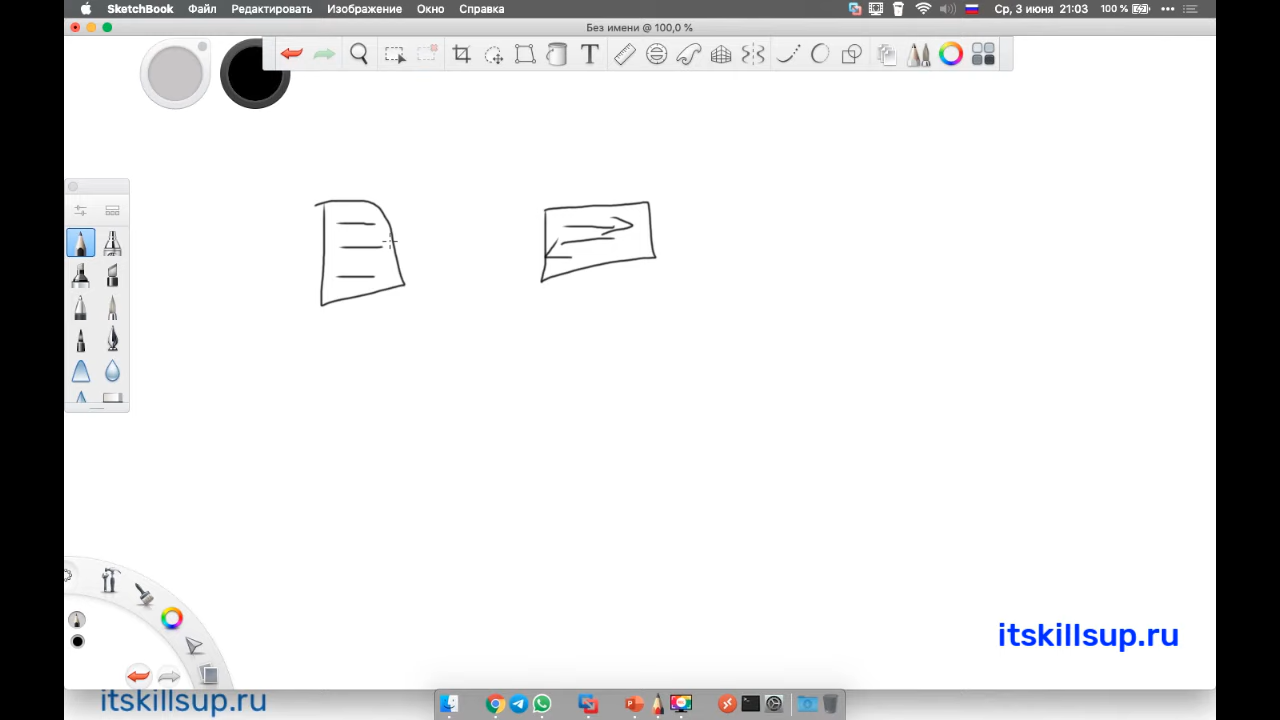 SketchBook Файл Редактировать Изображение Окно Справка Ср, 3 июня 21:03 100 %
Без имени @ 100,0 %
T
itskillsup.ru
itskillsup.ru